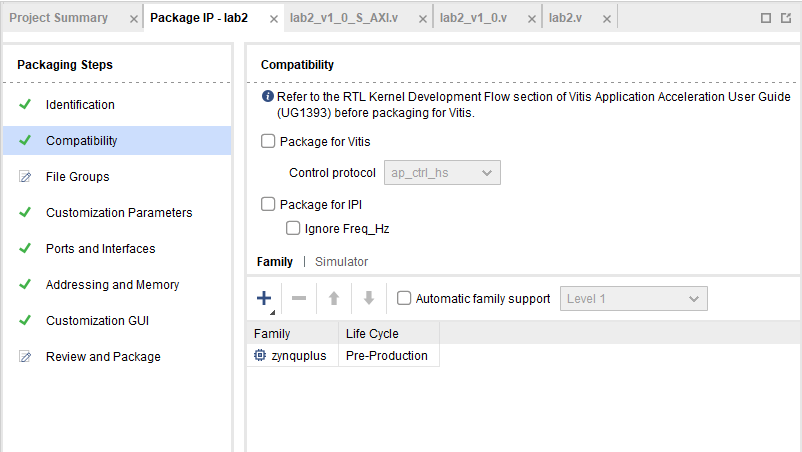 Project Summary
Package IP - lab2
lab2_v1_0_S_AXI.v
lab2_v1_0.v
lab2.v
Packaging Steps
Identification
Compatibility
File Groups
Customization Parameters
Ports and Interfaces
Addressing and Memory
Customization GUI
Review and Package
Compatibility
Refer to the RTL Kernel Development Flow section of Vitis Application Acceleration User Guide
(UG1393) before packaging for Vitis.
Package for Vitis
Control protocol ap_ctrl_hs
Package for IPI
Ignore Freq_Hz
Family | Simulator
Automatic family support Level 1
Family Life Cycle
zynquplus Pre-Production